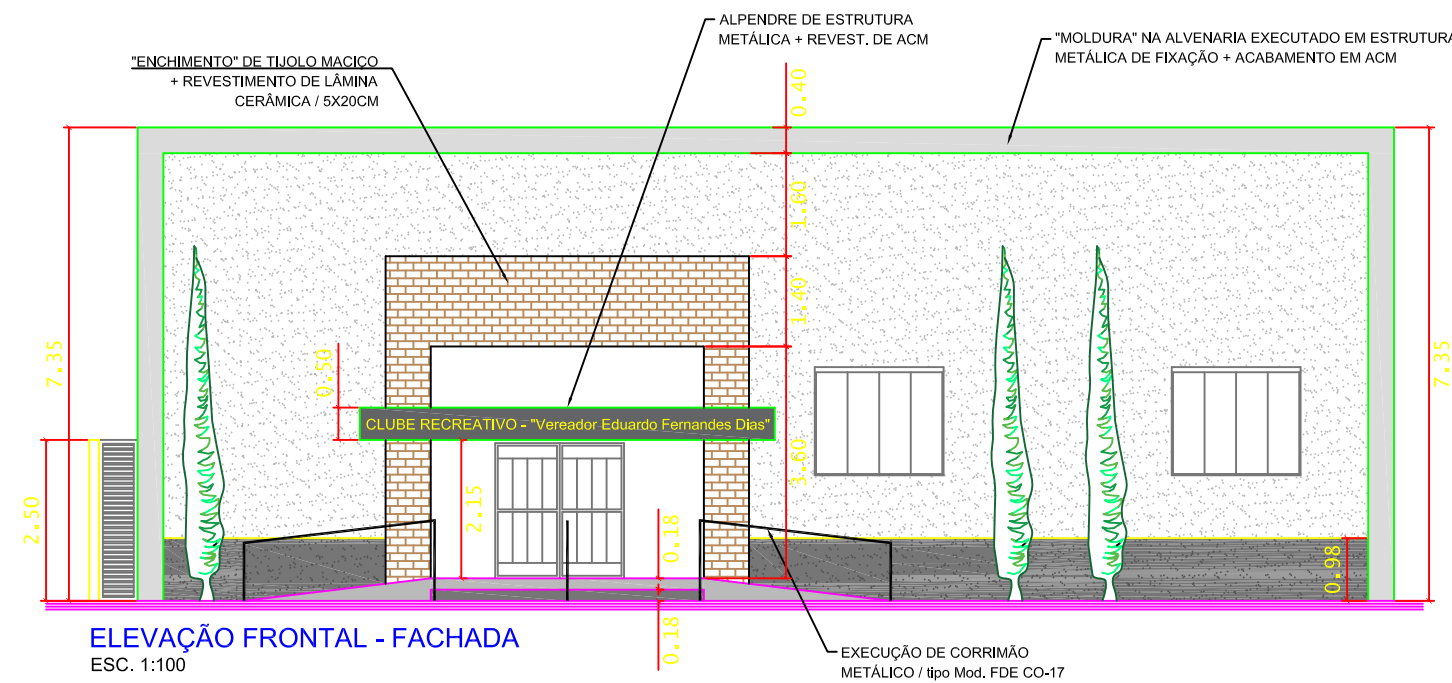 ALPENDRE DE ESTRUTURA
METÁLICA + REVEST. DE ACM
"MOLDURA" NA ALVENARIA EXECUTADO EM ESTRUTURA
METÁLICA DE FIXAÇÃO + ACABAMENTO EM ACM
"ENCHIMENTO" DE TIJOLO MACIÇO
+ REVESTIMENTO DE LÂMINA
CERÂMICA / 5X20CM
0.40
1.60
1.40
7.35
7.35
0.50
CLUBE RECREATIVO - "Vereador Eduardo Fernandes Dias"
3.60
2.50
2.15
0.18
0.98
0.18
ELEVAÇÃO FRONTAL - FACHADA
ESC. 1:100
EXECUÇÃO DE CORRIMÃO
METÁLICO / tipo Mod. FDE CO-17